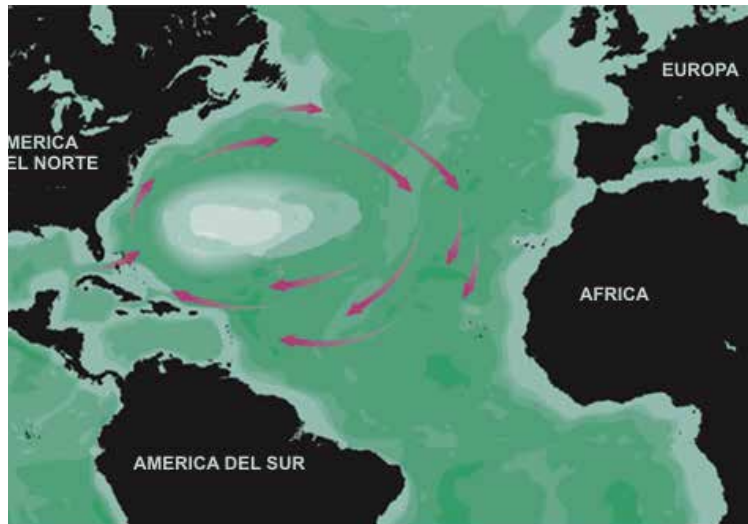 EUROPA
MERICA
EL NORTE
AFRICA
AMERICA DEL SUR